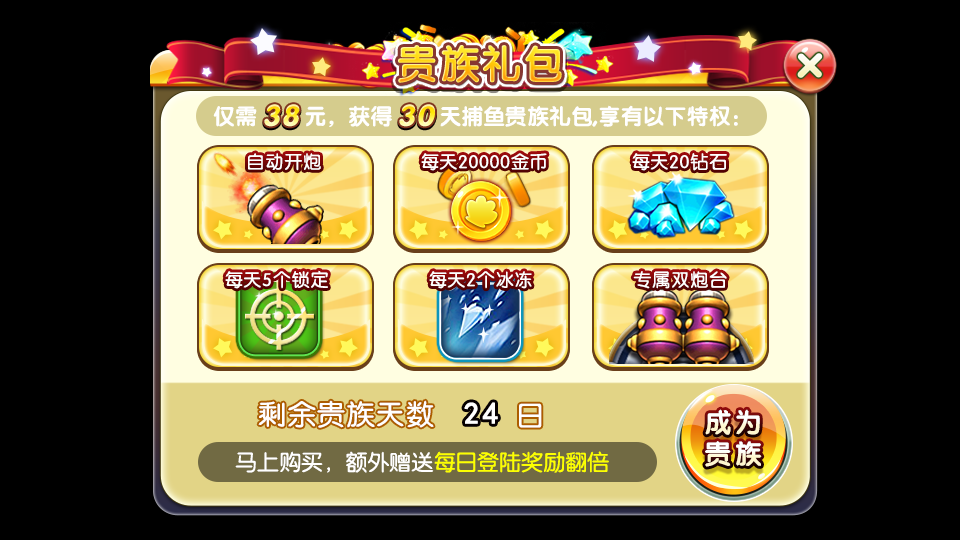 贵族礼包
仅需38元，获得30天捕鱼贵族礼包,享有以下特权：
自动开炮
每天20000金币
每天20钻石
每天5个锁定
每天2个冰冻
专属双炮台
剩余贵族天数 24 日
马上购买，额外赠送每日登陆奖励翻倍
成为
贵族